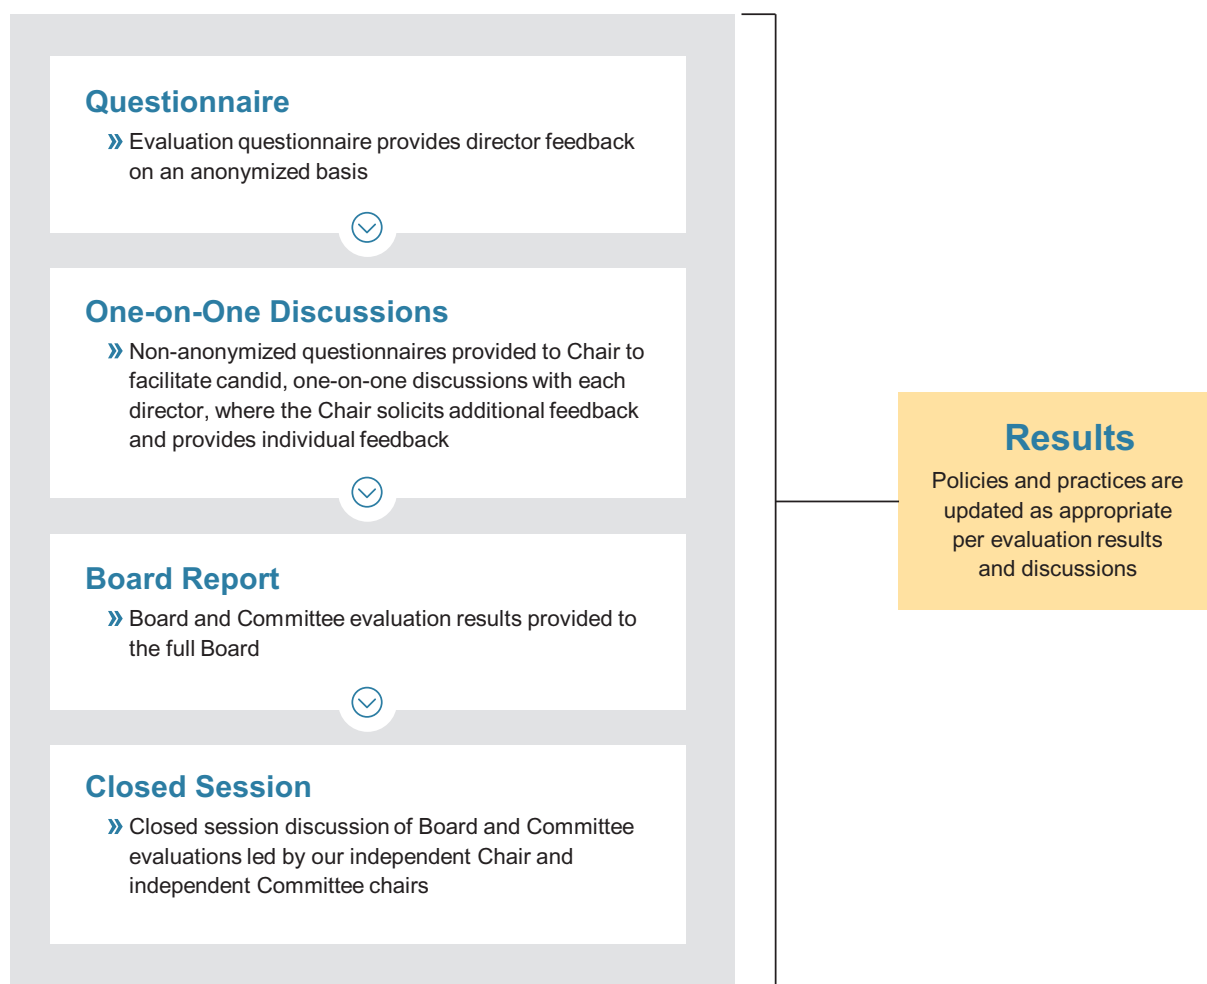 Questionnaire
Evaluation questionnaire provides director feedback
on an anonymized basis
One-on-One Discussions
Non-anonymized questionnaires provided to Chair to
facilitate candid, one-on-one discussions with each
director, where the Chair solicits additional feedback
and provides individual feedback
Board Report
Board and Committee evaluation results provided to
the full Board
Closed Session
Closed session discussion of Board and Committee
evaluations led by our independent Chair and
independent Committee chairs
Results
Policies and practices are
updated as appropriate
per evaluation results
and discussions